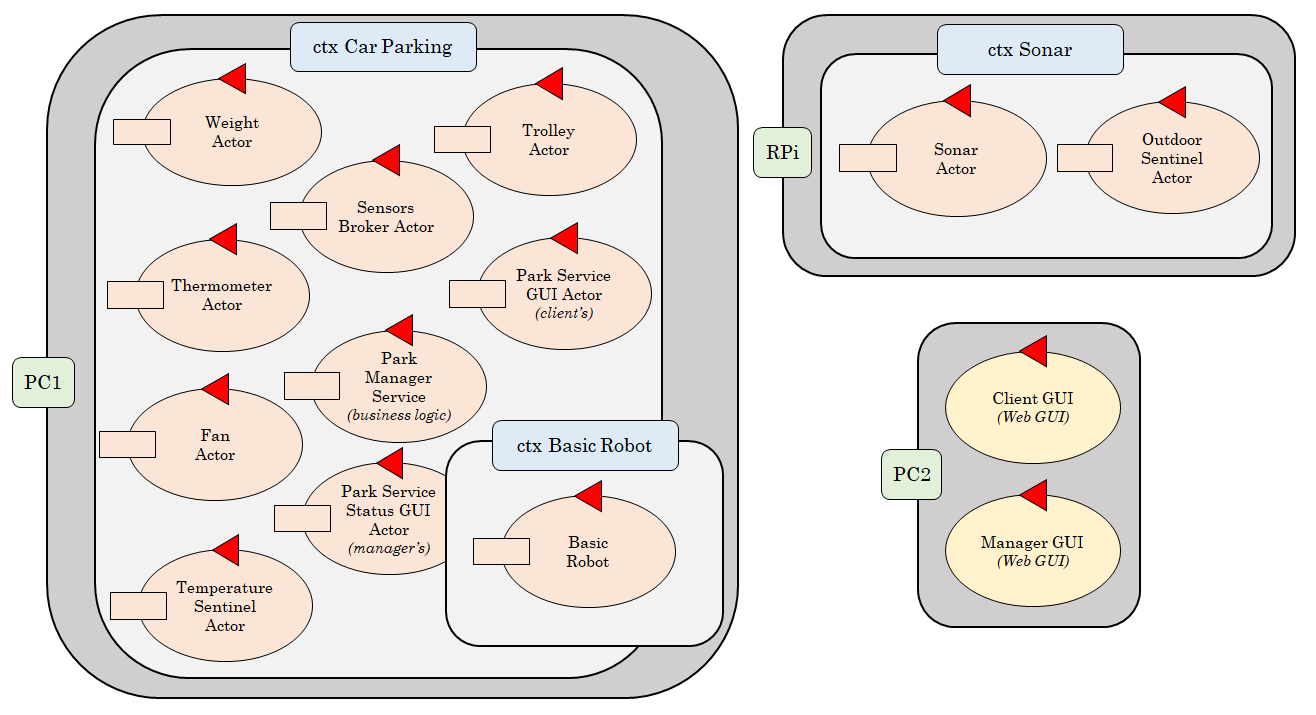 ctx Car Parking
Weight
Actor
Trolley
Actor
Sensors
Broker Actor
Thermometer
Actor
Park Service
GUI Actor
(client's)
Park
Manager
Service
(business logic)
PC1
Fan
Actor
ctx Basic Robot
Park Service
Status GUI
Actor
(manager's)
Basic
Robot
Temperature
Sentinel
Actor
ctx Sonar
RPi
Sonar
Actor
Outdoor
Sentinel
Actor
Client GUI
(Web GUI)
PC2
Manager GUI
(Web GUI)